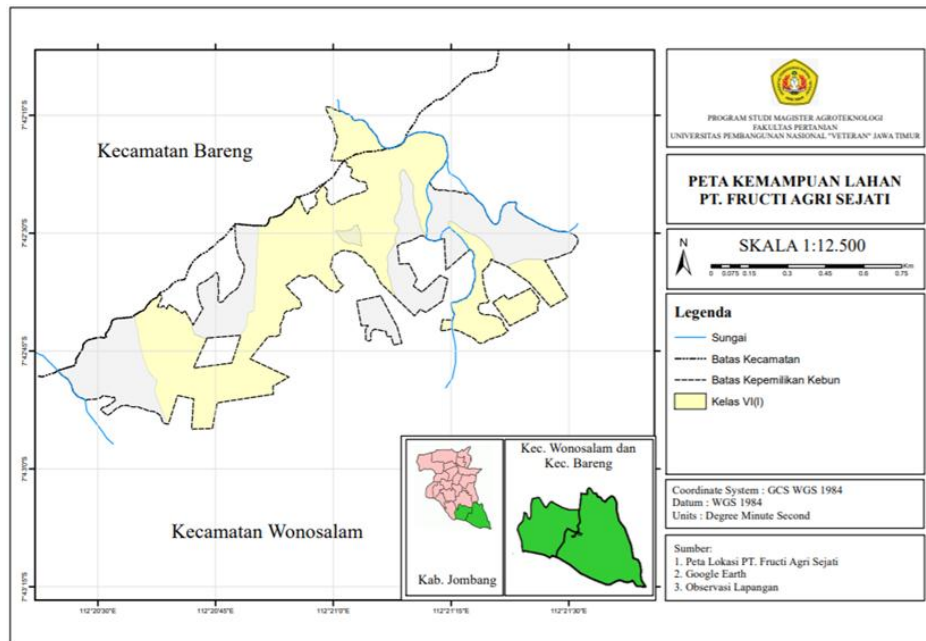 Kecamatan Bareng
Kecamatan Wonosalam
7°42'15"S
7°42'30"S
7°42'45"S
7°43'0"S
7°43'15"S
112°20'30"E
112°20'45"E
112°21'0"E
112°21'15"E
112°21'30"E
Kab. Jombang
Kec. Wonosalam dan
Kec. Bareng
PROGRAM STUDI MAGISTER AGROTEKNOLOGI
FAKULTAS PERTANIAN
UNIVERSITAS PEMBANGUNAN NASIONAL "VETERAN" JAWA TIMUR
PETA KEMAMPUAN LAHAN
PT. FRUCTI AGRI SEJATI
N
SKALA 1:12.500
Km
0 0.075 0.15 0.3 0.45 0.6 0.75
Legenda
Sungai
Batas Kecamatan
Batas Kepemilikan Kebun
Kelas VI(l)
Coordinate System : GCS WGS 1984
Datum : WGS 1984
Units : Degree Minute Second
Sumber:
1. Peta Lokasi PT. Fructi Agri Sejati
2. Google Earth
3. Observasi Lapangan